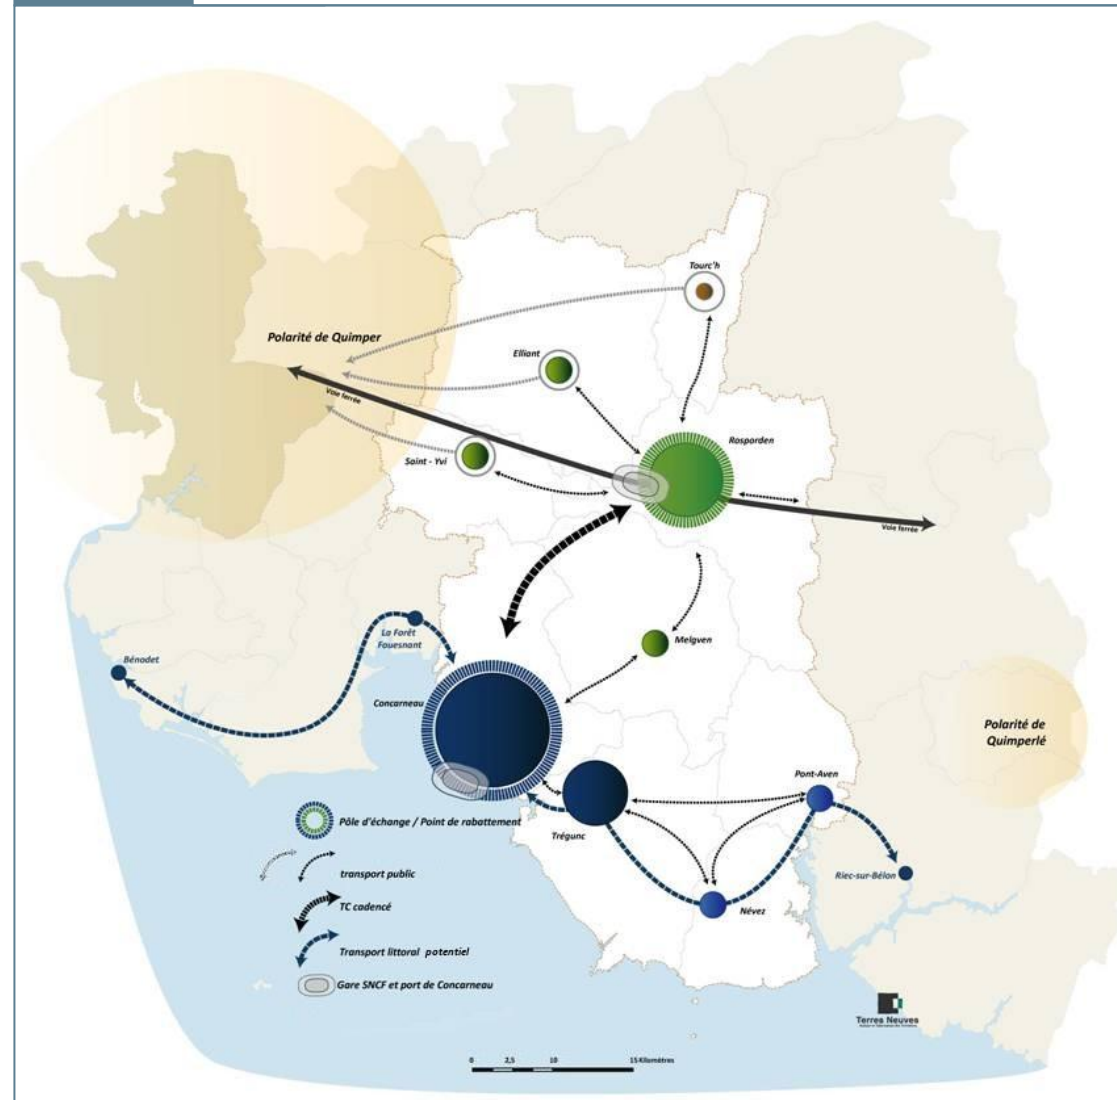 Tourc'h
Polarité de Quimper
Elliant
Voie ferrée
Rosporden
Saint - Yvi
Voie ferrée
La Forêt
Fouesnant
Melgven
Bénodet
Concarneau
Polarité de
Quimperlé
Pont-Aven
Pôle d'échange / Point de rabattement
Trégunc
transport public
Riec-sur-Bélon
TC cadencé
Névez
Transport littoral potentiel
Gare SNCF et port de Concarneau
Terres Neuves
0 2,5 10 15 Kilomètres